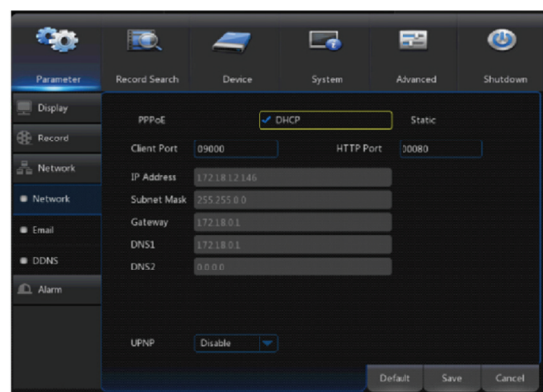 Parameter Record Search Device System Advanced Shutdown
Display
Record
Network
Network
Email
DDNS
Alarm
PPPoE DHCP Static
Client Port 09000 HTTP Port 00080
IP Address 172.18.12.146
Subnet Mask 255.255.0.0
Gateway 172.18.0.1
DNS1 172.18.0.1
DNS2 0.0.0.0
UPNP Disable
Default Save Cancel